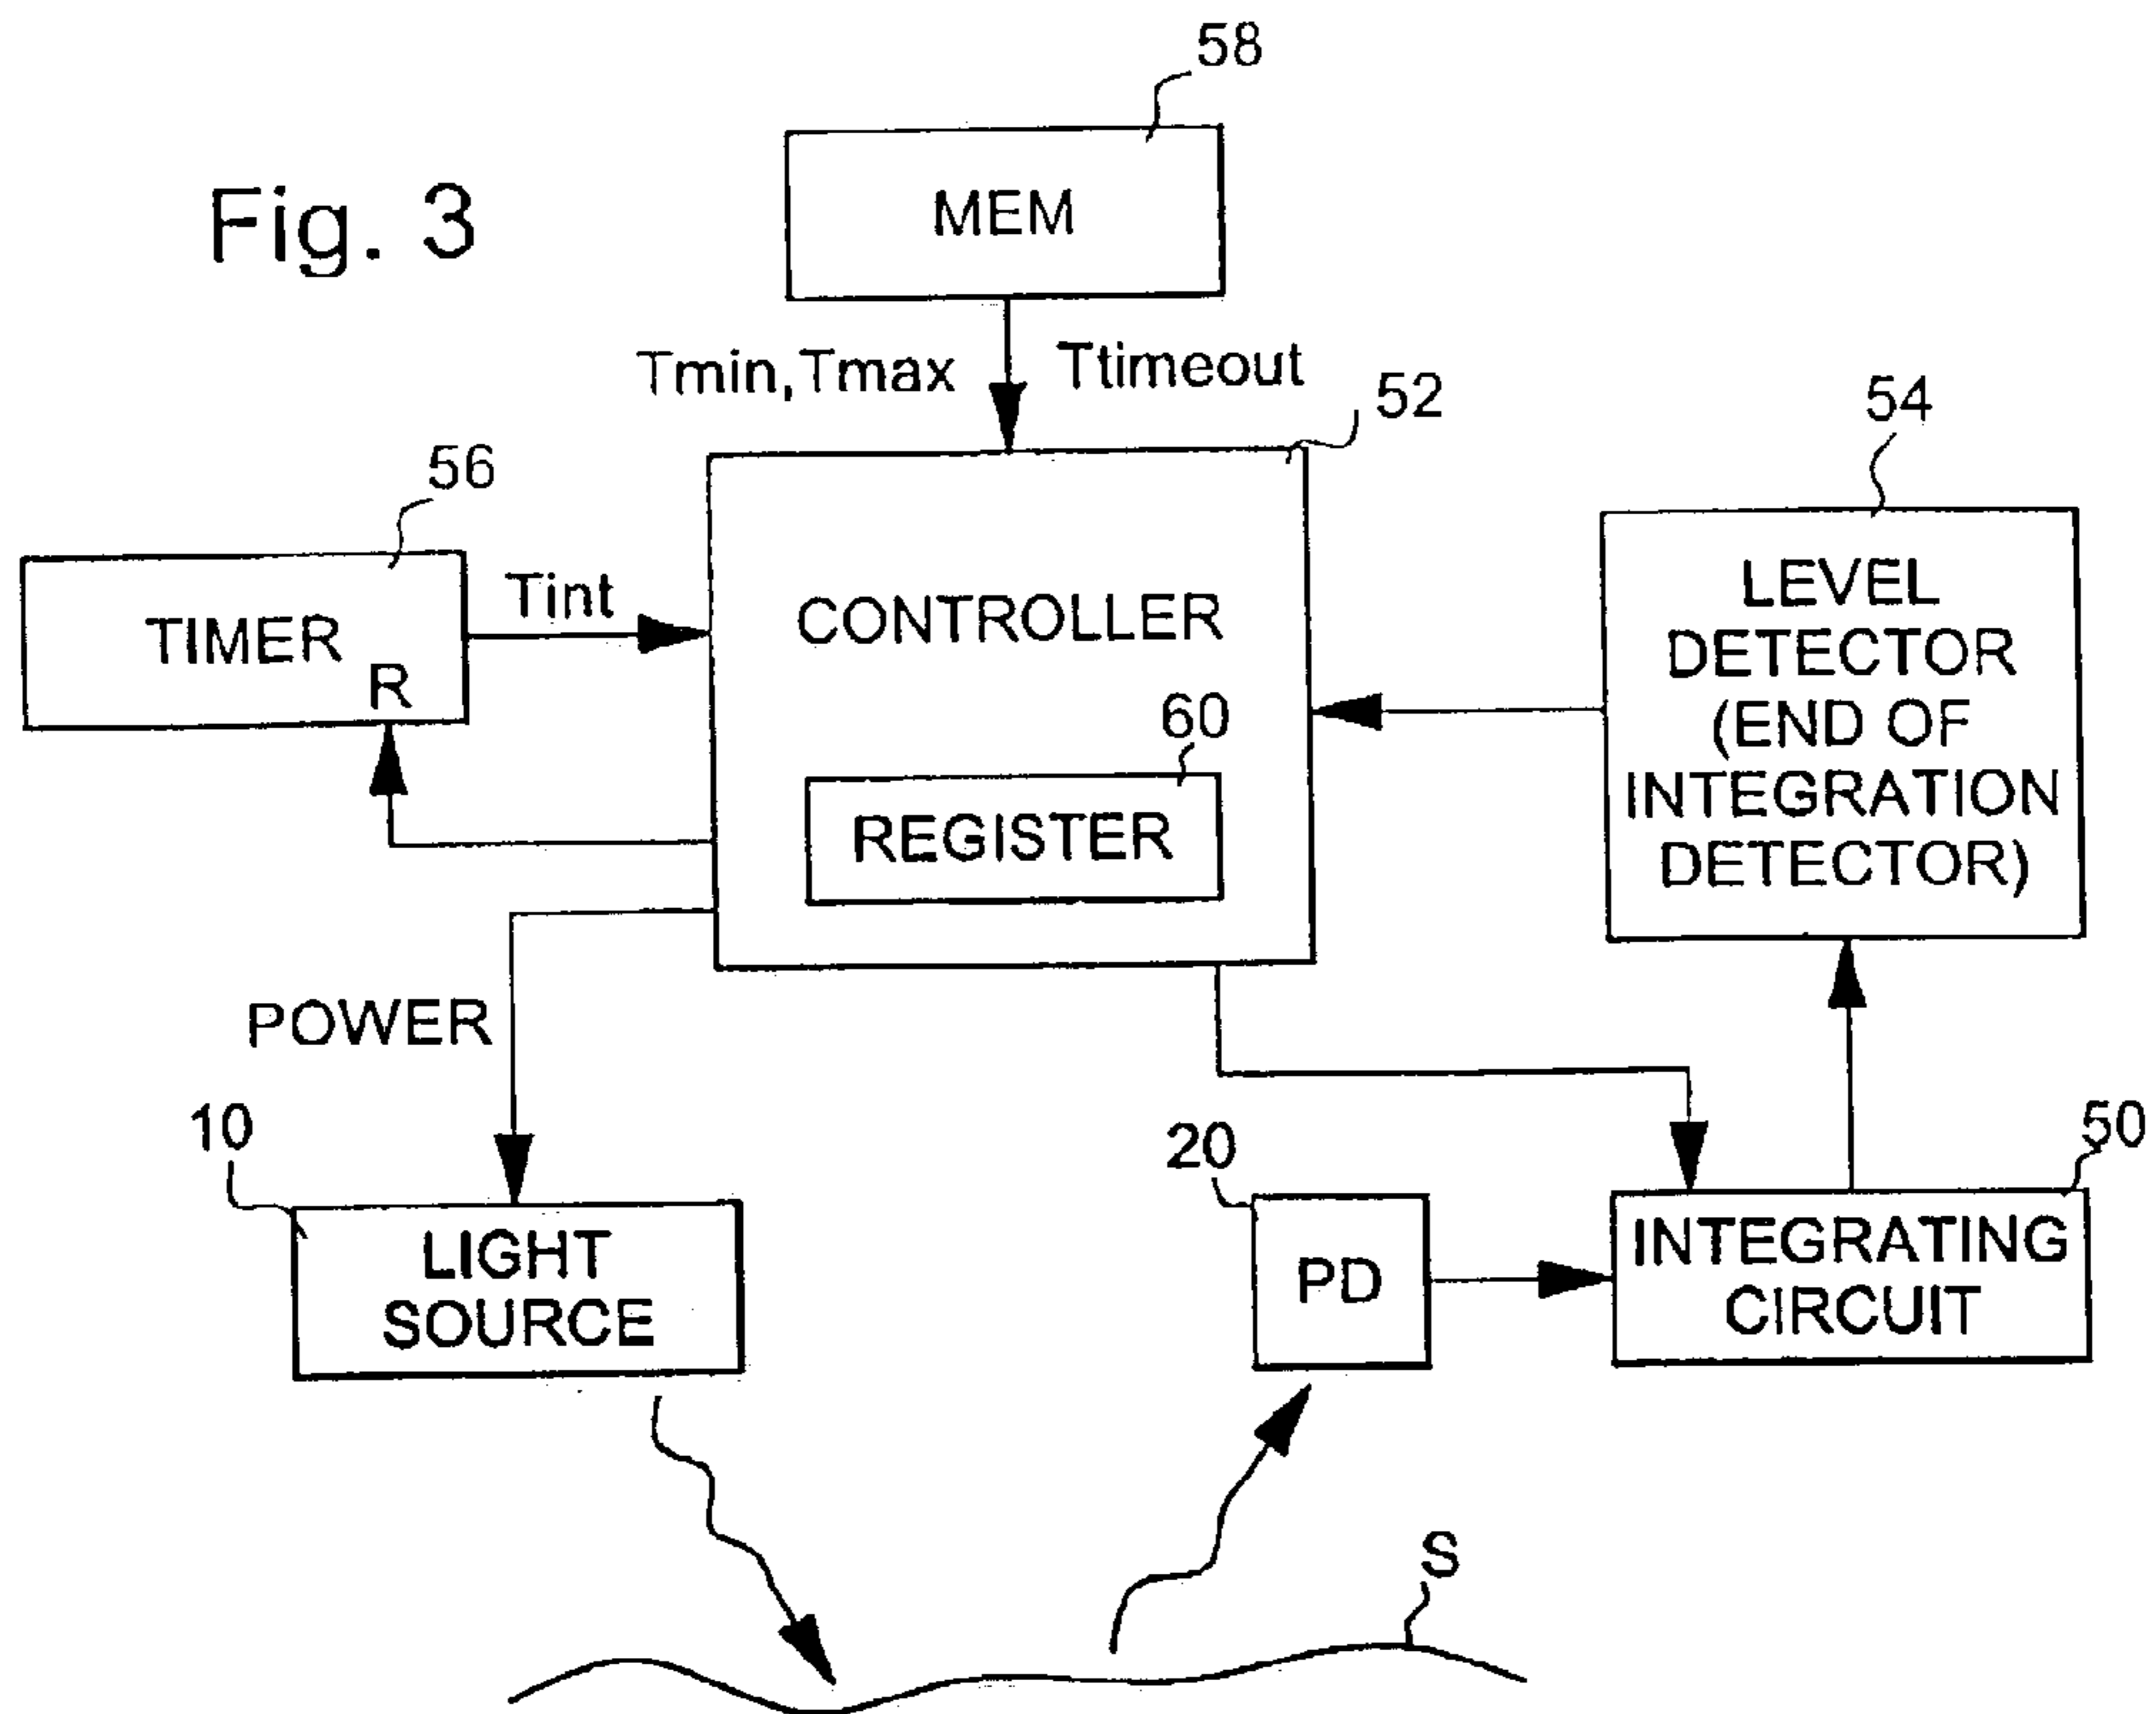 Fig. 3
58
MEM
Tmin,Tmax
Ttimeout
52
54
56
TIMER
R
Tint
CONTROLLER
60
REGISTER
LEVEL
DETECTOR
(END OF
INTEGRATION
DETECTOR)
POWER
10
LIGHT
SOURCE
20
PD
50
INTEGRATING
CIRCUIT
S